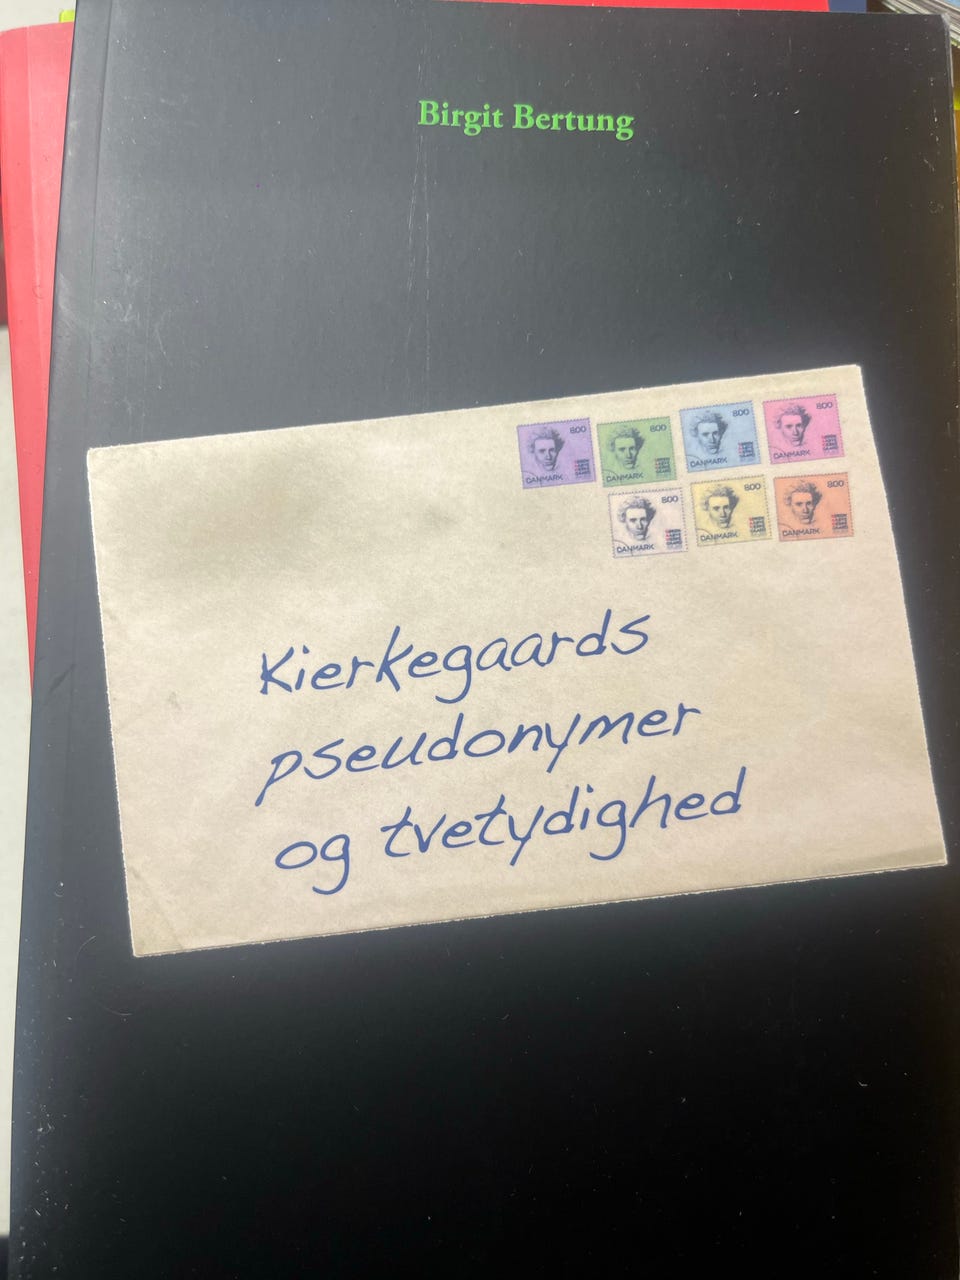 Birgit Bertung
800 800 800 800
DANMARK DANMARK DANMARK DANMARK
800 800 800
DANMARK DANMARK DANMARK
Kierkegaards
pseudonymer
og tvetydighed